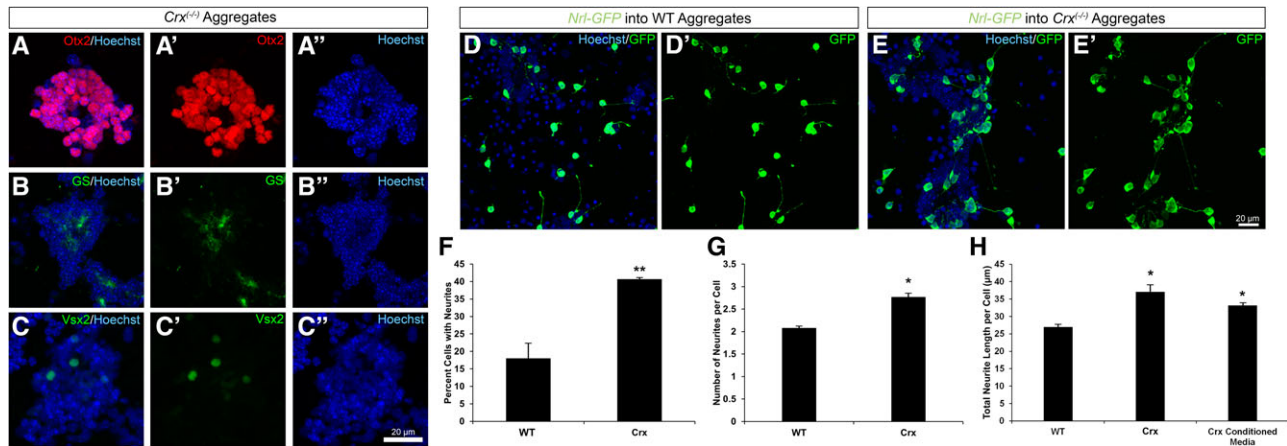 Crx(-/-) Aggregates
Nrl-GFP into WT Aggregates
Nrl-GFP into Crx(-/-) Aggregates
A Otx2/Hoechst
A' Otx2
A'' Hoechst
B GS/Hoechst
B' GS
B'' Hoechst
C Vsx2/Hoechst
C' Vsx2
C'' Hoechst
20 µm
D Hoechst/GFP
D' GFP
E Hoechst/GFP
E' GFP
20 µm
F
Percent Cells with Neurites
45
40
35
30
25
20
15
10
5
0
**
WT
Crx
G
Number of Neurites per Cell
3.5
3
2.5
2
1.5
1
0.5
0
*
WT
Crx
H
Total Neurite Length per Cell (µm)
45
40
35
30
25
20
15
10
5
0
*
*
WT
Crx
Crx Conditioned
Media